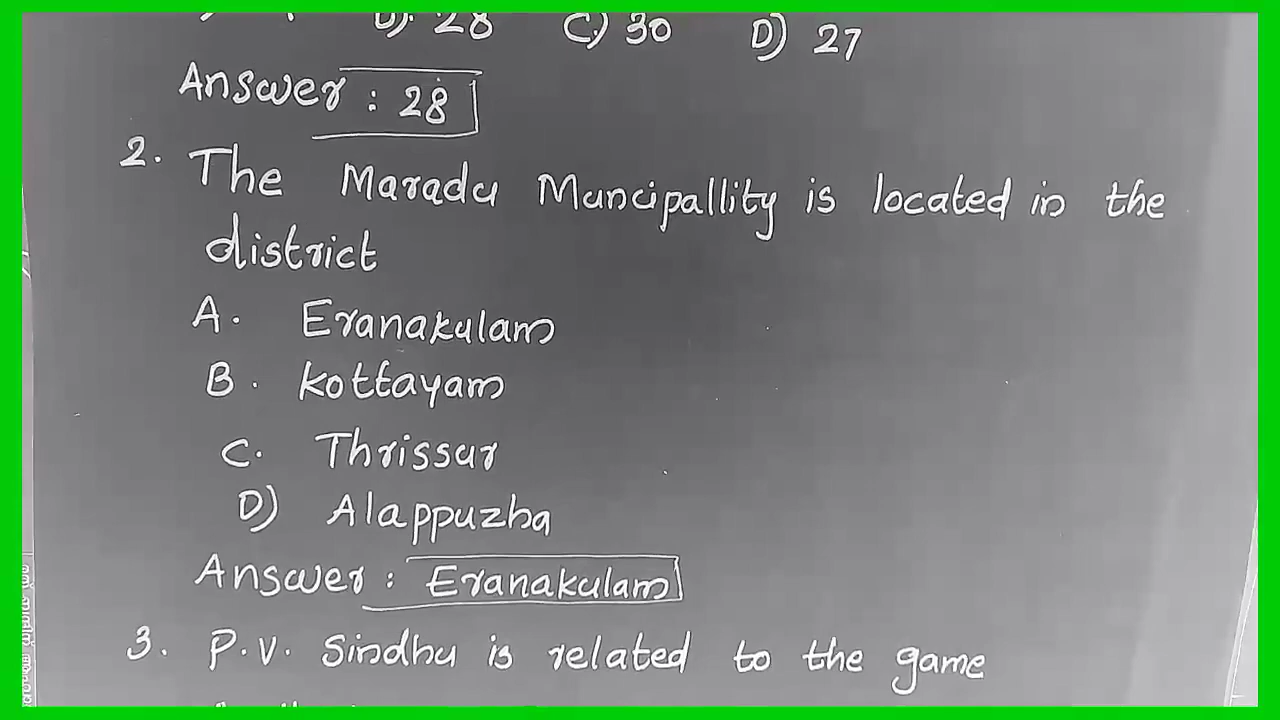 B). 28 C) 30 D) 27
Answer : 28
2. The Maradu Muncipallity is located in the
district
A. Eranakulam
B. Kottayam
C. Thrissur
D) Alappuzha
Answer : Eranakulam
3. P.V. Sindhu is related to the game